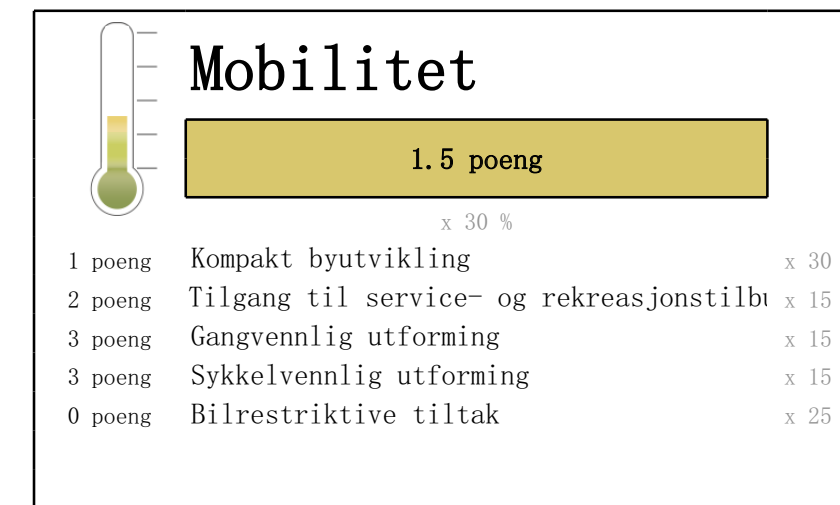 Mobilitet
1.5 poeng
x 30 %
1 poeng Kompakt byutvikling x 30
2 poeng Tilgang til service- og x 15
3 poeng Gangvennlig utforming x 15
3 poeng Sykkelvennlig utforming x 15
0 poeng Bilrestriktive tiltak x 25